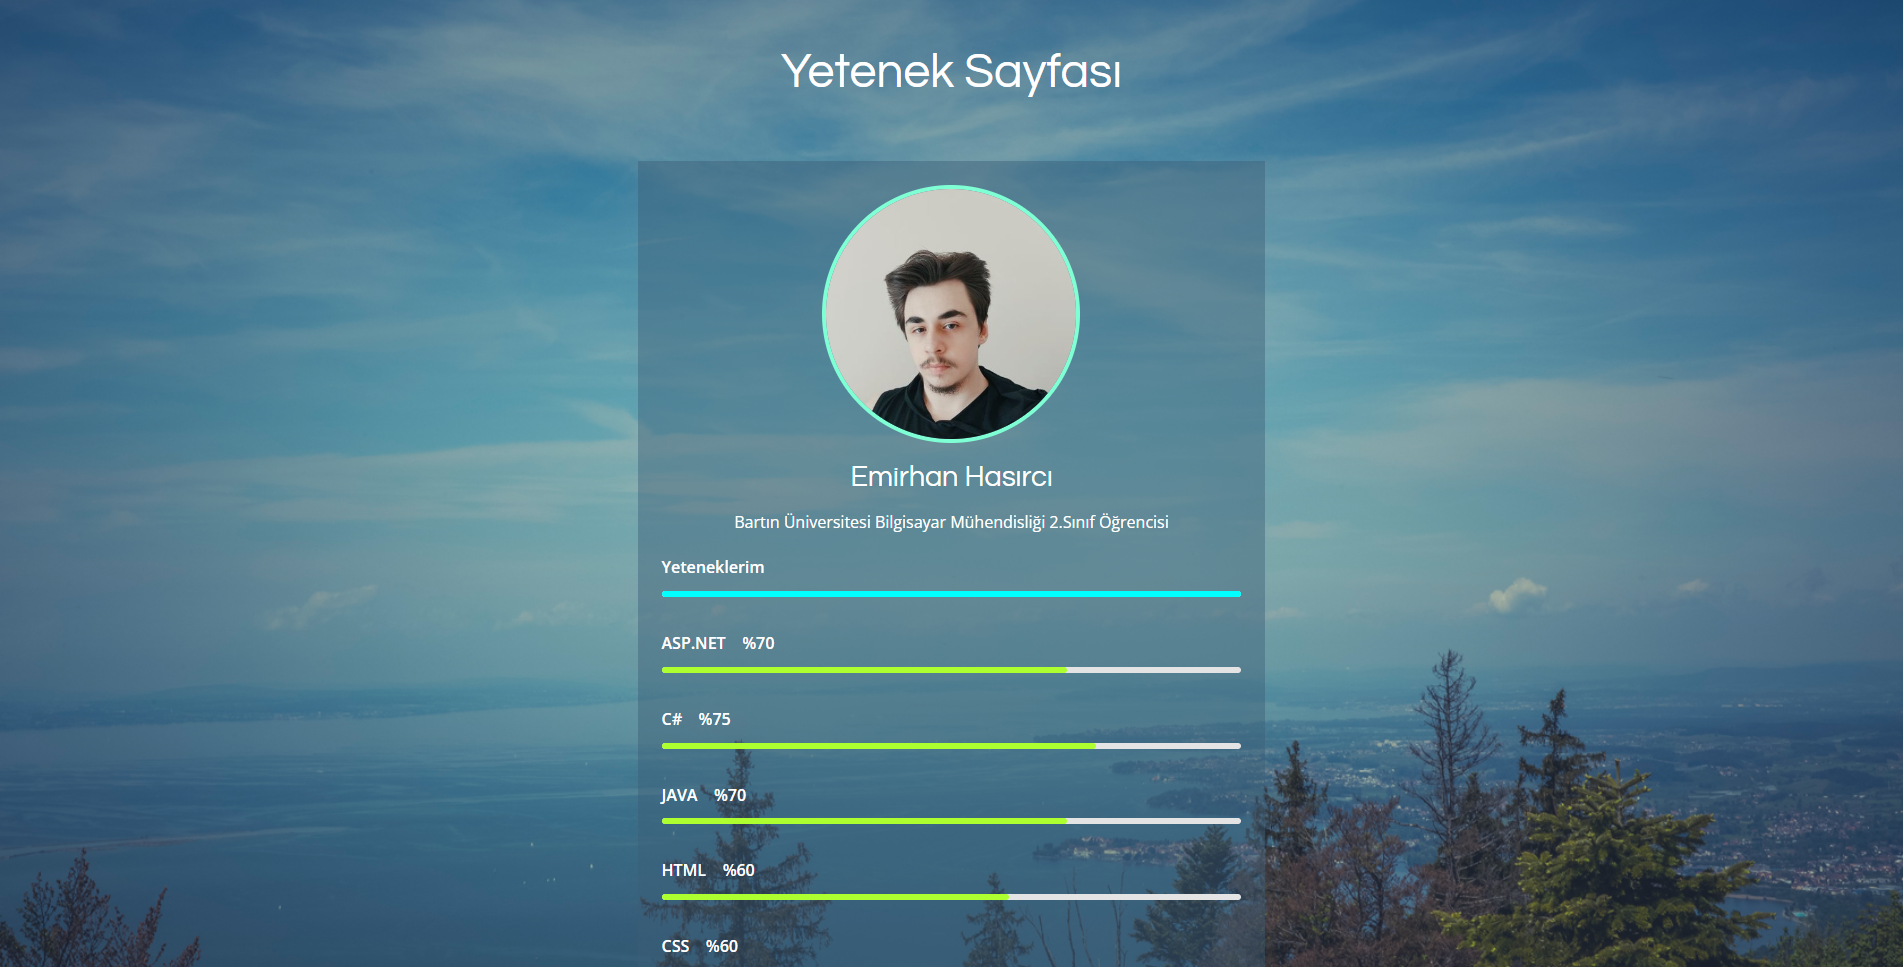 Yetenek Sayfası
Emirhan Hasırcı
Bartın Üniversitesi Bilgisayar Mühendisliği 2.Sınıf Öğrencisi
Yeteneklerim
ASP.NET %70
C# %75
JAVA %70
HTML %60
CSS %60